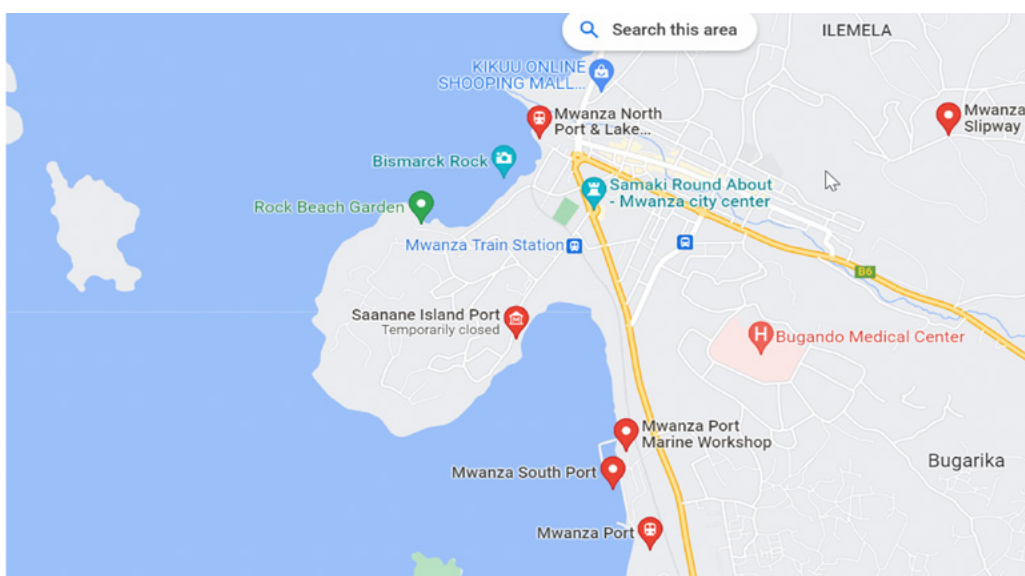 Search this area
ILEMELA
KIKUU ONLINE
SHOOPING MALL...
Mwanza North
Port & Lake...
Mwanza
Slipway
Bismarck Rock
Samaki Round About
- Mwanza city center
Rock Beach Garden
Mwanza Train Station
B6
Saanane Island Port
Temporarily closed
H
Bugando Medical Center
Mwanza Port
Marine Workshop
Bugarika
Mwanza South Port
Mwanza Port